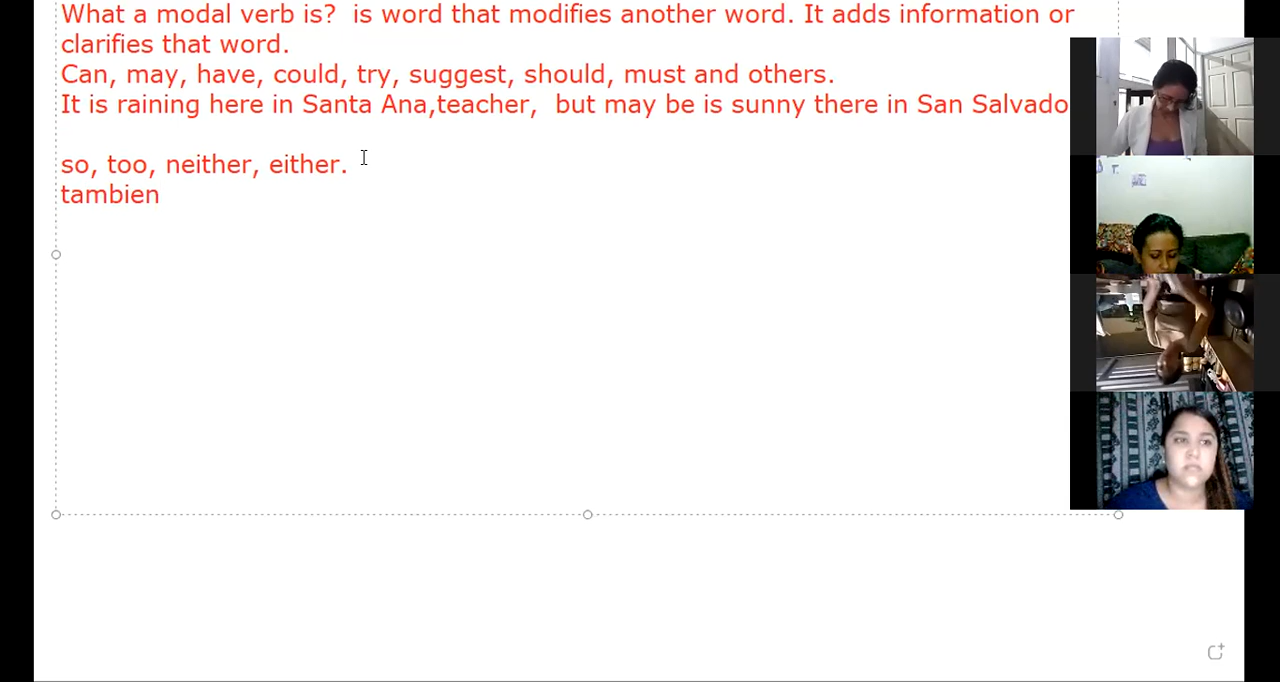 What a modal verb is?  is word that modifies another word. It adds information or
clarifies that word.
Can, may, have, could, try, suggest, should, must and others.
It is raining here in Santa Ana,teacher,  but may be is sunny there in San Salvado
so, too, neither, either.
tambien